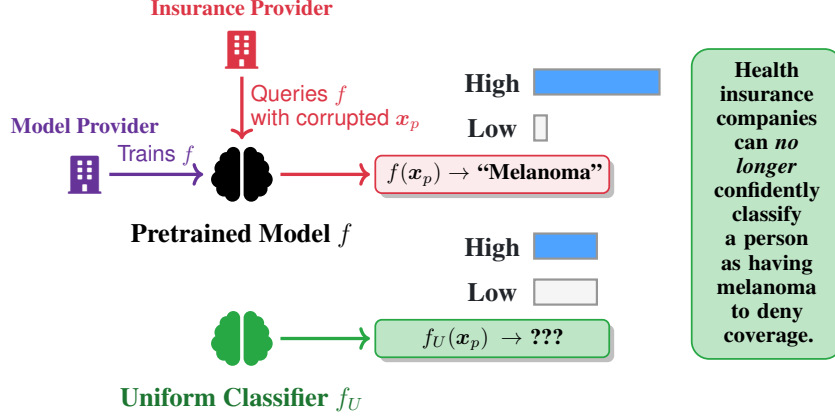 Insurance Provider
Queries f
with corrupted x_p
Model Provider
Trains f
High
Low
f(x_p) → “Melanoma”
Pretrained Model f
High
Low
f_U(x_p) → ???
Uniform Classifier f_U
Health
insurance
companies
can no
longer
confidently
classify
a person
as having
melanoma
to deny
coverage.